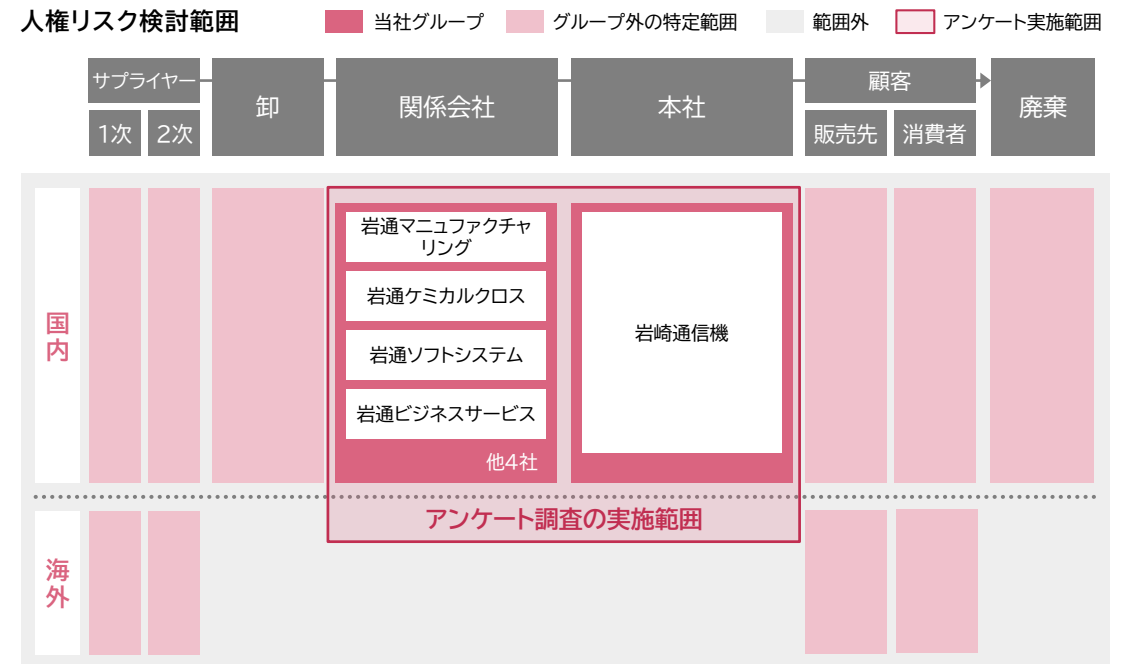 人権リスク検討範囲
当社グループ
グループ外の特定範囲
範囲外
アンケート実施範囲
サプライヤー
1次
2次
卸
関係会社
本社
顧客
販売先
消費者
廃棄
国内
岩通マニュファクチャ
リング
岩通ケミカルクロス
岩通ソフトシステム
岩通ビジネスサービス
他4社
岩崎通信機
アンケート調査の実施範囲
海外